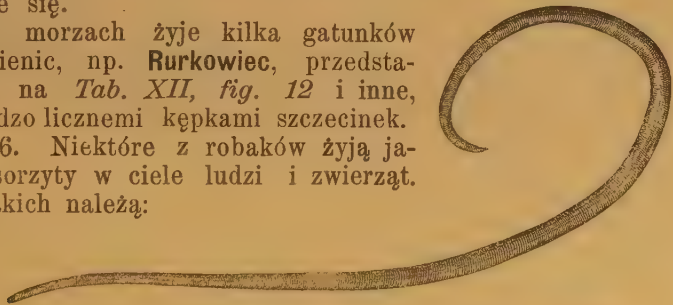 e się.
morzach żyje kilka gatunków
ienic, np. Rurkowiec, przedsta-
na Tab. XII, fig. 12 i inne,
dzo licznemi kępkami szczecinek.
6. Niektóre z robaków żyją ja-
sorzyty w ciele ludzi i zwierząt.
kich należą: